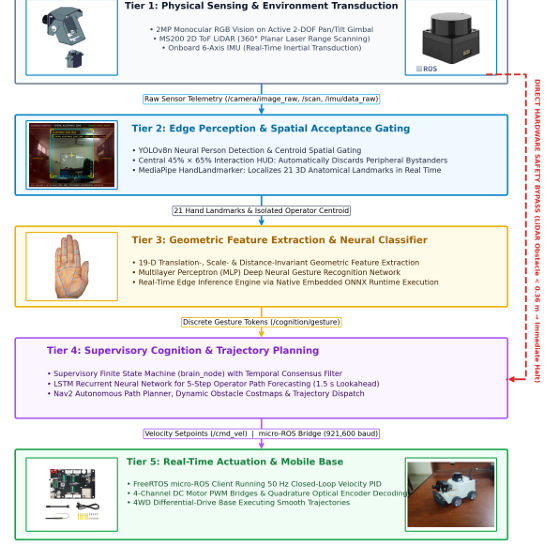 Tier 1: Physical Sensing & Environment Transduction
• 2MP Monocular RGB Vision on Active 2-DOF Pan/Tilt Gimbal
• MS200 2D ToF LiDAR (360° Planar Laser Range Scanning)
• Onboard 6-Axis IMU (Real-Time Inertial Transduction)
ROS
Raw Sensor Telemetry (/camera/image_raw, /scan, /imu/data_raw)
DIRECT HARDWARE SAFETY BYPASS (LiDAR Obstacle < 0.36 m → Immediate Halt)
Tier 2: Edge Perception & Spatial Acceptance Gating
• YOLOv8n Neural Person Detection & Centroid Spatial Gating
• Central 45% × 65% Interaction HUD: Automatically Discards Peripheral Bystanders
• MediaPipe HandLandmarker: Localizes 21 3D Anatomical Landmarks in Real Time
21 Hand Landmarks & Isolated Operator Centroid
Tier 3: Geometric Feature Extraction & Neural Classifier
• 19-D Translation-, Scale- & Distance-Invariant Geometric Feature Extraction
• Multilayer Perceptron (MLP) Deep Neural Gesture Recognition Network
• Real-Time Edge Inference Engine via Native Embedded ONNX Runtime Execution
Discrete Gesture Tokens (/cognition/gesture)
Tier 4: Supervisory Cognition & Trajectory Planning
• Supervisory Finite State Machine (brain_node) with Temporal Consensus Filter
• LSTM Recurrent Neural Network for 5-Step Operator Path Forecasting (1.5 s Lookahead)
• Nav2 Autonomous Path Planner, Dynamic Obstacle Costmaps & Trajectory Dispatch
Velocity Setpoints (/cmd_vel) | micro-ROS Bridge (921,600 baud)
Tier 5: Real-Time Actuation & Mobile Base
• FreeRTOS micro-ROS Client Running 50 Hz Closed-Loop Velocity PID
• 4-Channel DC Motor PWM Bridges & Quadrature Optical Encoder Decoding
• 4WD Differential-Drive Base Executing Smooth Trajectories